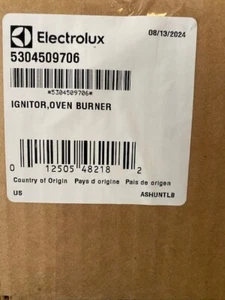 Electrolux
08/13/2024
5304509706
*5304509706*
IGNITOR,OVEN BURNER
0 12505 48218 2
Country of Origin Pays d origine Pais de origen
US ASHUNTLB